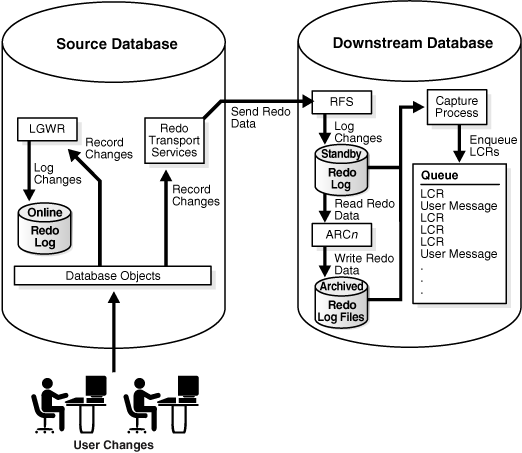 Source Database
Downstream Database
LGWR
Record
Changes
Redo
Transport
Services
Send Redo
Data
RFS
Capture
Process
Log
Changes
Log
Changes
Enqueue
LCRs
Record
Changes
Standby
Redo
Log
Online
Redo
Log
Read Redo
Data
ARCn
Write Redo
Data
Archived
Redo
Log Files
Queue
LCR
User Message
LCR
LCR
LCR
User Message
.
.
.
Database Objects
User Changes